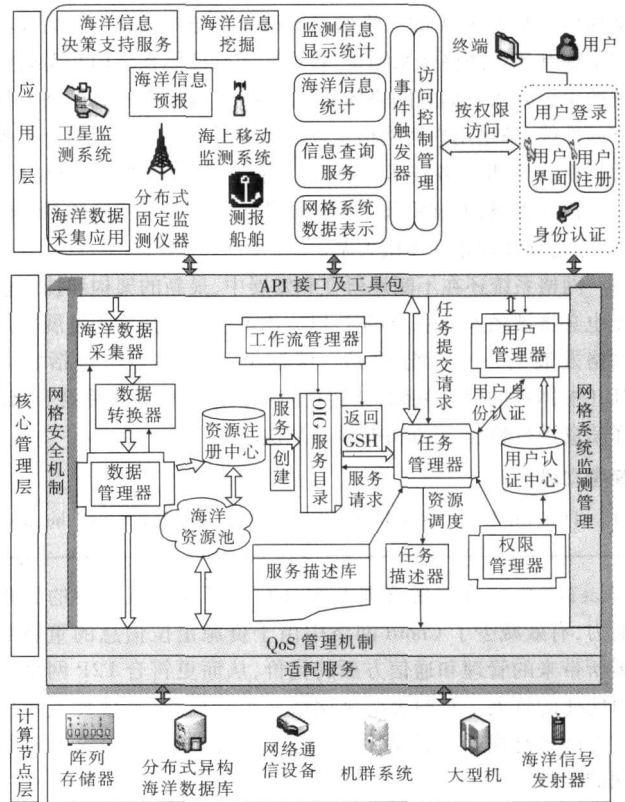 应用层
海洋信息
决策支持服务
海洋信息
挖掘
海洋信息
预报
卫星监
测系统
海上移动
监测系统
分布式
固定监
测仪器
测报
船舶
海洋数据
采集应用
监测信息
显示统计
海洋信息
统计
信息查询
服务
网格系统
数据表示
事件触发器
访问控制管理
终端
用户
按权限
访问
用户登录
用户
界面
用户
注册
身份认证
核心管理层
API 接口及工具包
网格安全机制
海洋数据
采集器
数据
转换器
数据
管理器
工作流管理器
资源注
册中心
海洋
资源池
服务
创建
OIG服务目录
返回
GSH
服务
请求
任务提交请求
任务
管理器
资源
调度
服务描述库
任务
描述器
用户
管理器
用户身
份认证
用户认
证中心
权限
管理器
网格系统监测管理
QoS 管理机制
适配服务
计算节点层
阵列
存储器
分布式异构
海洋数据库
网络通
信设备
机群系统
大型机
海洋信号
发射器